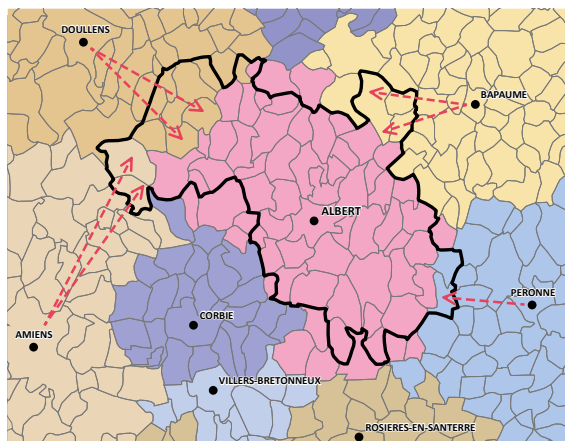 DOULLENS
BAPAUME
ALBERT
PERONNE
CORBIE
AMIENS
VILLERS-BRETONNEUX
ROSIERES-EN-SANTERRE